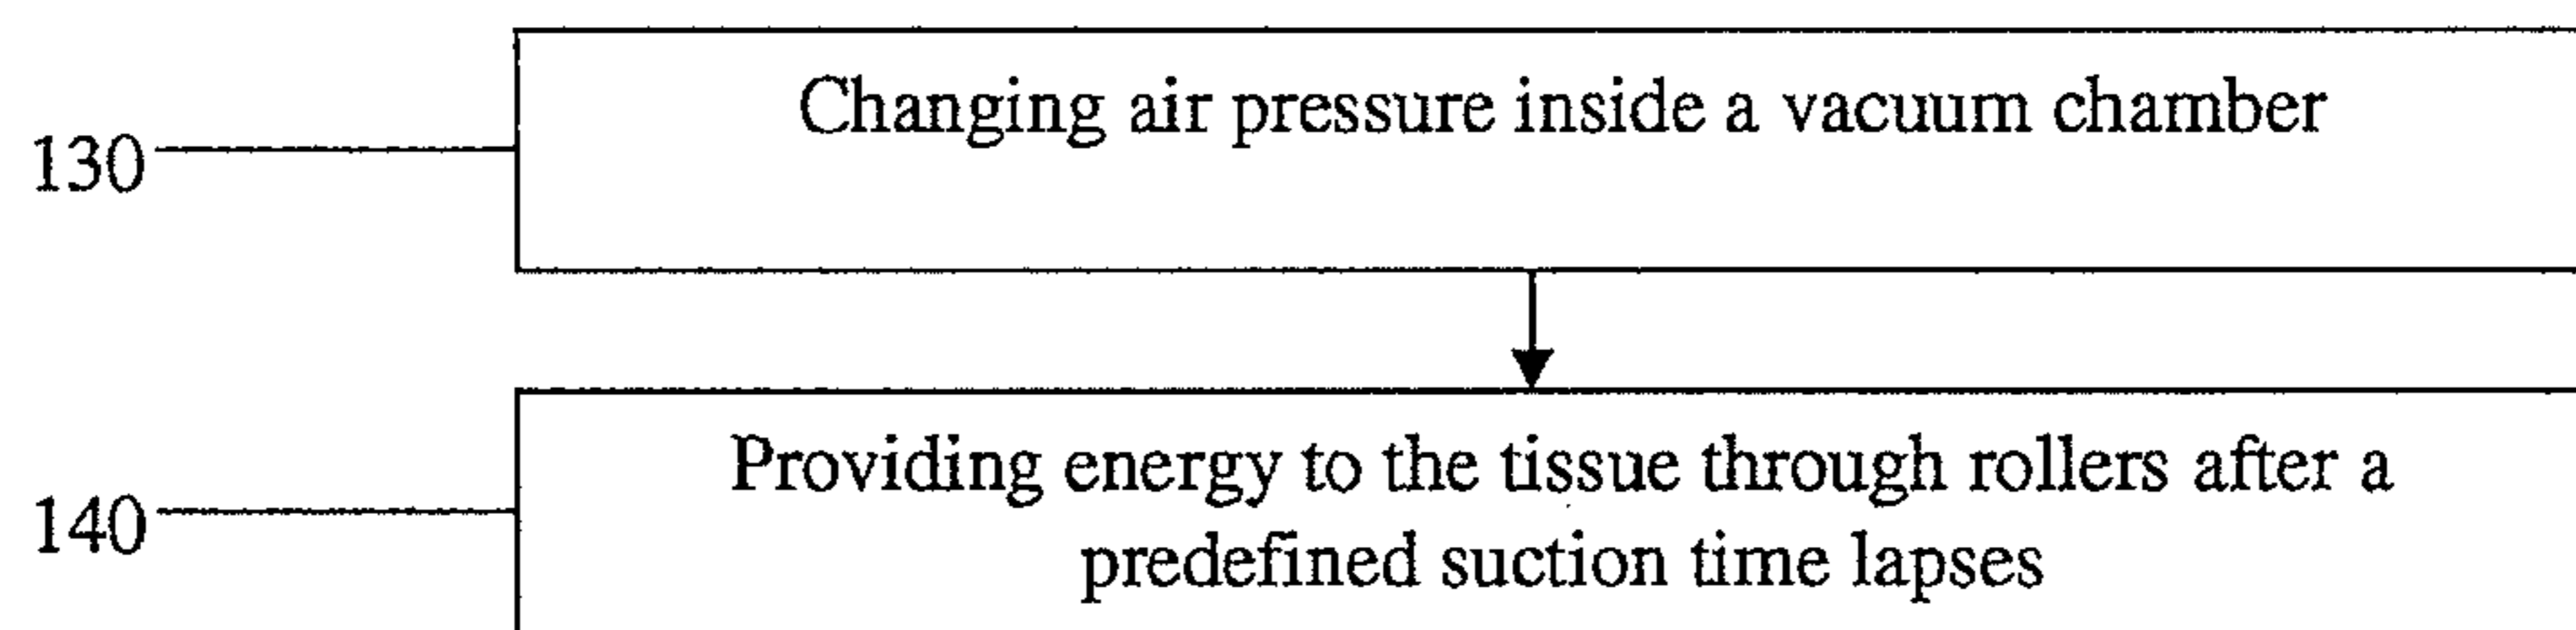 Changing air pressure inside a vacuum chamber
130
Providing energy to the tissue through rollers after a
140
predefined suction time lapses